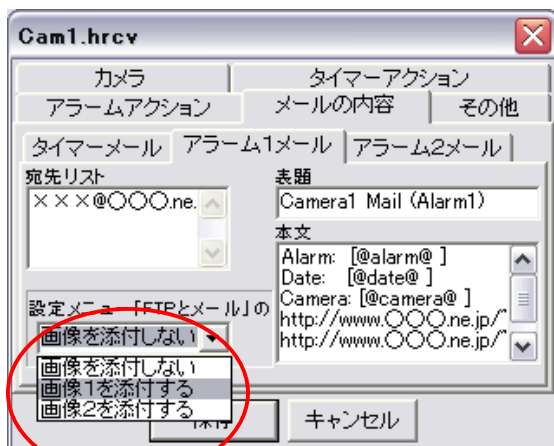 Cam1.hrcv
カメラ
タイマーアクション
アラームアクション
メールの内容
その他
タイマーメール
アラーム1メール
アラーム2メール
宛先リスト
×××@〇〇〇.ne.
表題
Camera1 Mail (Alarm1)
本文
Alarm: [@alarm@ ]
Date: [@date@ ]
Camera: [@camera@ ]
http://www.〇〇〇.ne.jp/
http://www.〇〇〇.ne.jp/
設定メニュー「FTPとメール」の
画像を添付しない
画像を添付しない
画像1を添付する
画像2を添付する
キャンセル